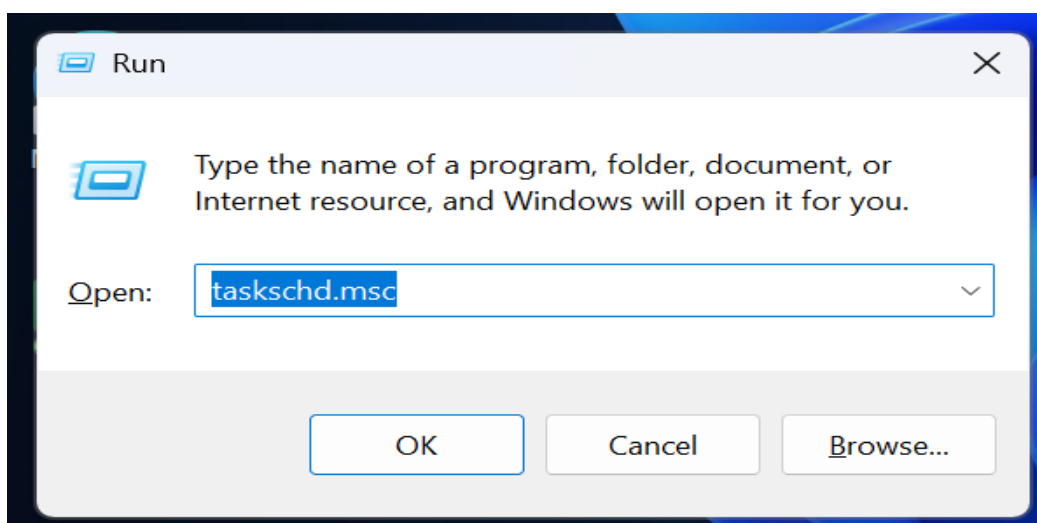 Run
Type the name of a program, folder, document, or
Internet resource, and Windows will open it for you.
Open:
taskschd.msc
OK
Cancel
Browse...